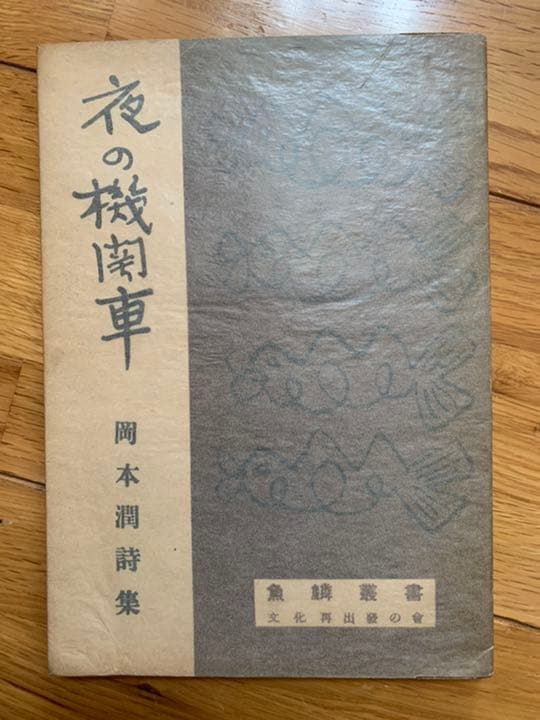 夜の機関車
岡本潤詩集
魚鱗叢書
文化再出發の會